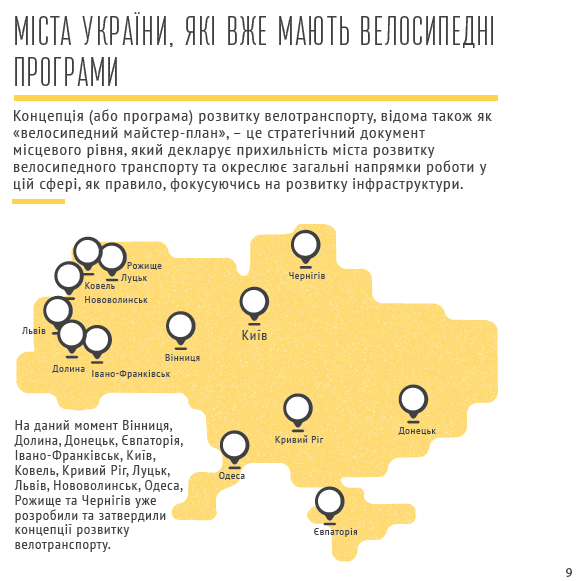 МІСТА УКРАЇНИ, ЯКІ ВЖЕ МАЮТЬ ВЕЛОСИПЕДНІ
ПРОГРАМИ
Концепція (або програма) розвитку велотранспорту, відома також як
«велосипедний майстер-план», – це стратегічний документ
місцевого рівня, який декларує прихильність міста розвитку
велосипедного транспорту та окреслює загальні напрямки роботи у
цій сфері, як правило, фокусуючись на розвитку інфраструктури.
Чернігів
Рожище
Луцьк
Ковель
Нововолинськ
Львів
Київ
Вінниця
Долина
Івано-Франківськ
Донецьк
Кривий Ріг
Одеса
Євпаторія
На даний момент Вінниця,
Долина, Донецьк, Євпаторія,
Івано-Франківськ, Київ,
Ковель, Кривий Ріг, Луцьк,
Львів, Нововолинськ, Одеса,
Рожище та Чернігів уже
розробили та затвердили
концепції розвитку
велотранспорту.
9